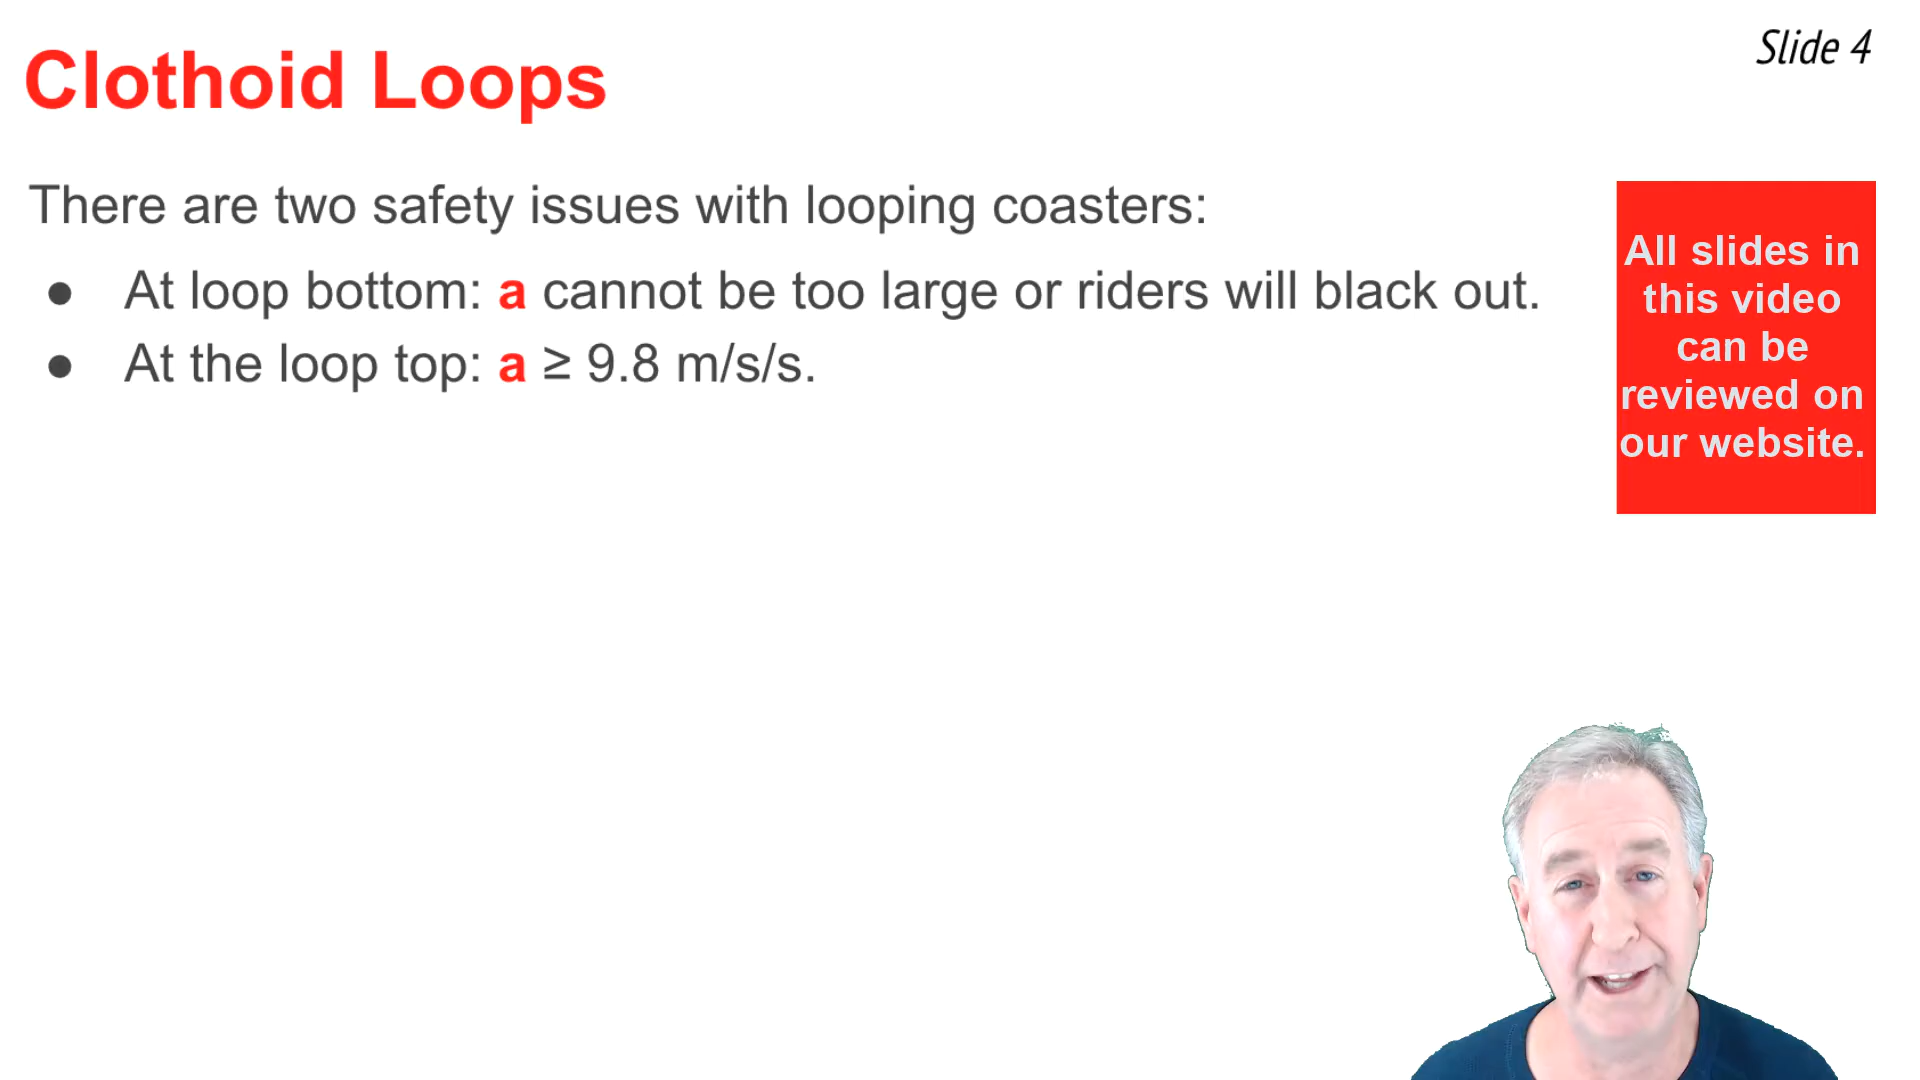 Clothoid Loops
Slide 4
There are two safety issues with looping coasters:
● At loop bottom: a cannot be too large or riders will black out.
● At the loop top: a ≥ 9.8 m/s/s.
All slides in
this video
can be
reviewed on
our website.